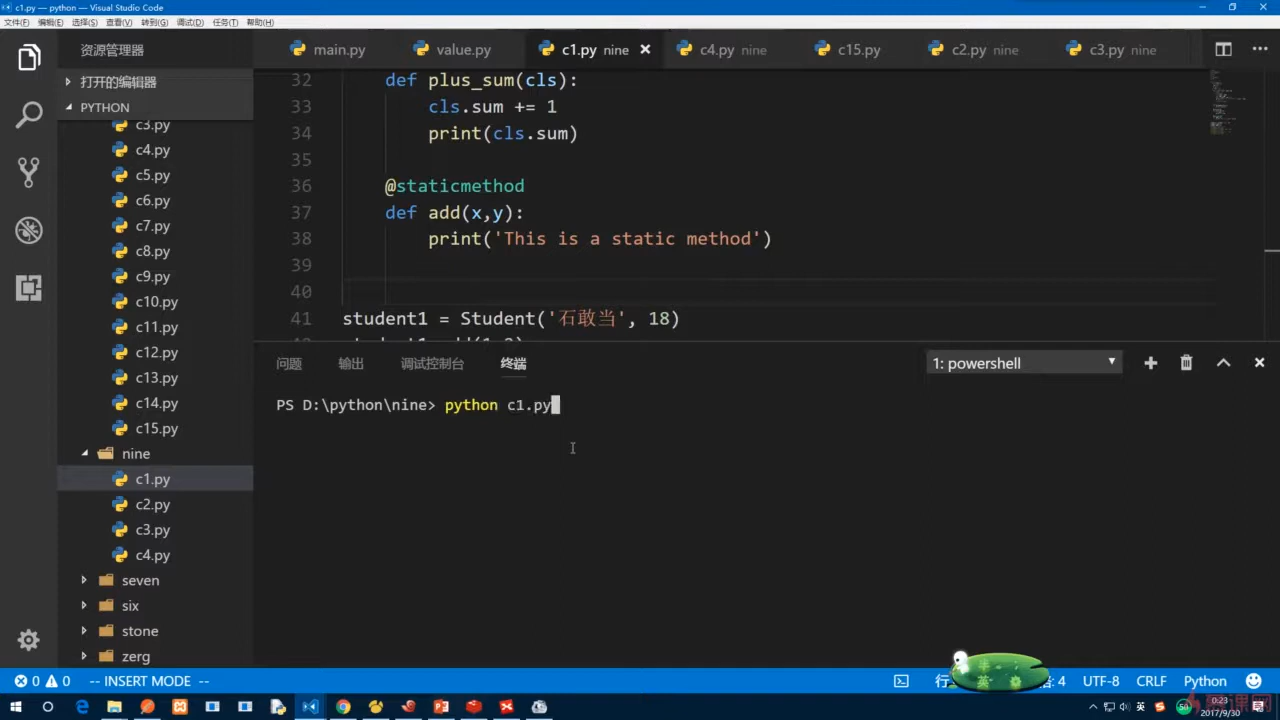 c1.py — python — Visual Studio Code
文件(F) 编辑(E) 选择(S) 查看(V) 转到(G) 调试(D) 任务(T) 帮助(H)
资源管理器
打开的编辑器
PYTHON
c3.py
c4.py
c5.py
c6.py
c7.py
c8.py
c9.py
c10.py
c11.py
c12.py
c13.py
c14.py
c15.py
nine
c1.py
c2.py
c3.py
c4.py
seven
six
stone
zerg
main.py value.py c1.py nine c4.py nine c15.py c2.py nine c3.py nine
32 def plus_sum(cls):
33 cls.sum += 1
34 print(cls.sum)
35
36 @staticmethod
37 def add(x,y):
38 print('This is a static method')
39
40
41 student1 = Student('石敢当', 18)
问题 输出 调试控制台 终端
1: powershell
PS D:\python\nine> python c1.py
0 0 -- INSERT MODE -- 行 4 UTF-8 CRLF Python
英 0:23
2017/9/30